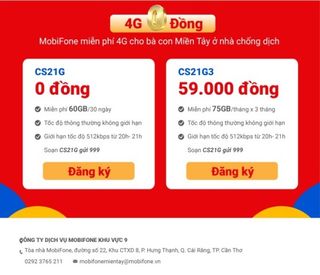 4G 0 Đồng
MobiFone miễn phí 4G cho bà con Miền Tây ở nhà chống dịch
CS21G
0 đồng
Miễn phí 60GB/30 ngày
Tốc độ thông thường không giới hạn
Giới hạn tốc độ 512kbps từ 20h- 21h
Soạn CS21G gửi 999
Đăng ký
CS21G3
59.000 đồng
Miễn phí 75GB/tháng x 3 tháng
Tốc độ thông thường không giới hạn
Giới hạn tốc độ 512kbps từ 20h- 21h
Soạn CS21G gửi 999
Đăng ký
CÔNG TY DỊCH VỤ MOBIFONE KHU VỰC 9
Tòa nhà MobiFone, đường số 22, Khu CTXD 8, P. Hưng Thạnh, Q. Cái Răng, TP. Cần Thơ
0292 3765 211 mobifonemientay@mobifone.vn